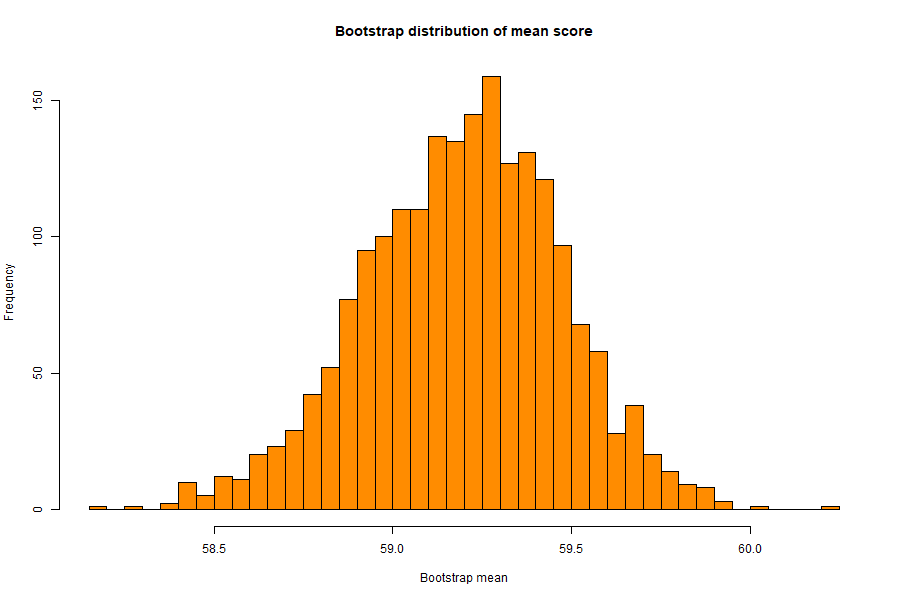 Bootstrap distribution of mean score
Frequency
150
100
50
0
58.5 59.0 59.5 60.0
Bootstrap mean